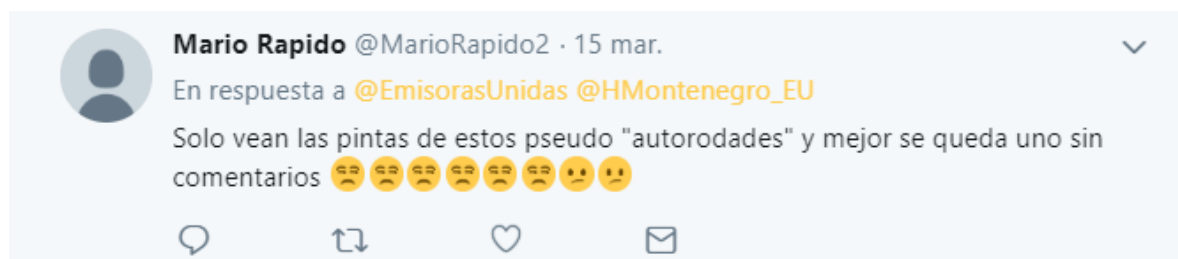 Mario Rapido @MarioRapido2 · 15 mar.
En respuesta a @EmisorasUnidas @HMontenegro_EU
Solo vean las pintas de estos pseudo "autorodades" y mejor se queda uno sin
comentarios 😒😒😒😒😒😒😕😕